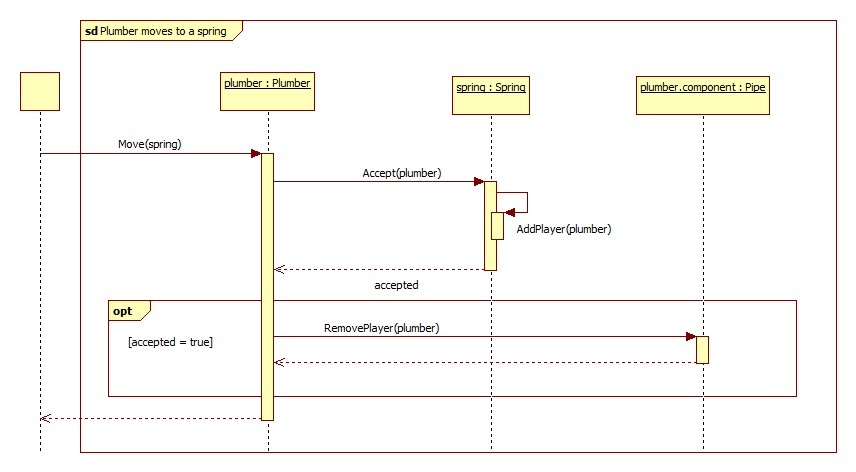 sd Plumber moves to a spring
plumber : Plumber
spring : Spring
plumber.component : Pipe
Move(spring)
Accept(plumber)
AddPlayer(plumber)
accepted
opt
RemovePlayer(plumber)
[accepted = true]